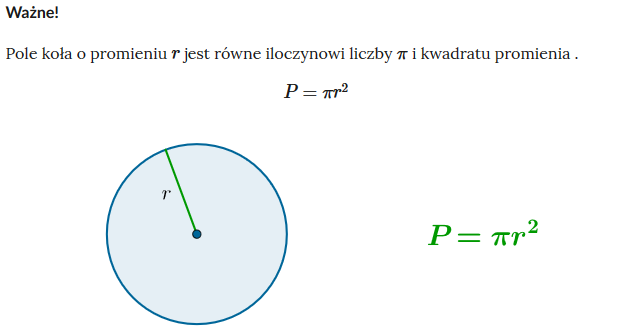 Ważne!
Pole koła o promieniu r jest równe iloczynowi liczby π i kwadratu promienia .
P = πr²
r
P = πr²